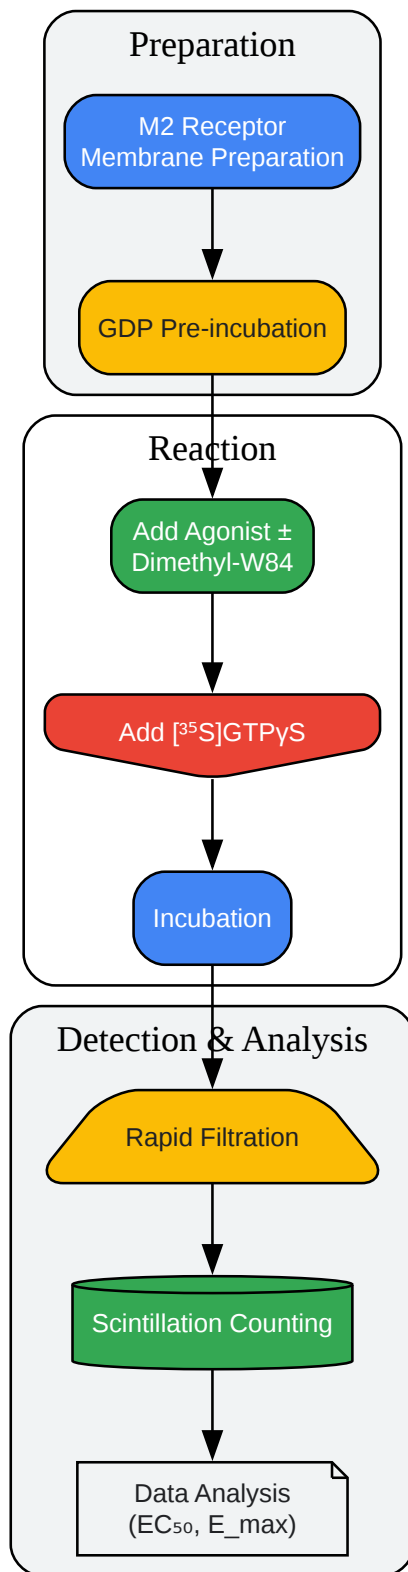 Preparation
M2 Receptor
Membrane Preparation
GDP Pre-incubation
Reaction
Add Agonist ±
Dimethyl-W84
Add [³⁵S]GTPγS
Incubation
Detection & Analysis
Rapid Filtration
Scintillation Counting
Data Analysis
(EC₅₀, E_max)